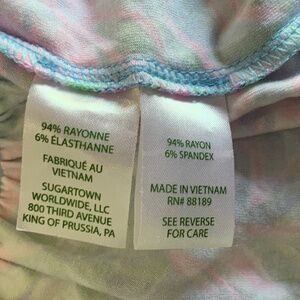 94% RAYONNE
6% ÉLASTHANNE
FABRIQUÉ AU
VIETNAM
SUGARTOWN
WORLDWIDE, LLC
800 THIRD AVENUE
KING OF PRUSSIA, PA
94% RAYON
6% SPANDEX
MADE IN VIETNAM
RN# 88189
SEE REVERSE
FOR CARE